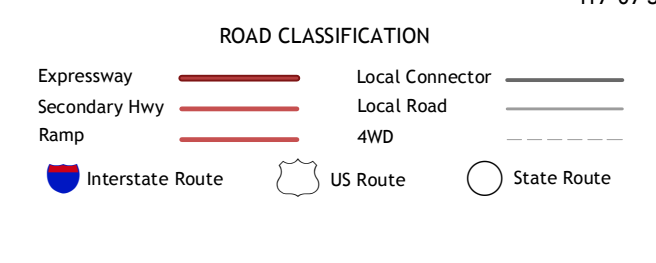 ROAD CLASSIFICATION
Expressway
Secondary Hwy
Ramp
Local Connector
Local Road
4WD
Interstate Route
US Route
State Route